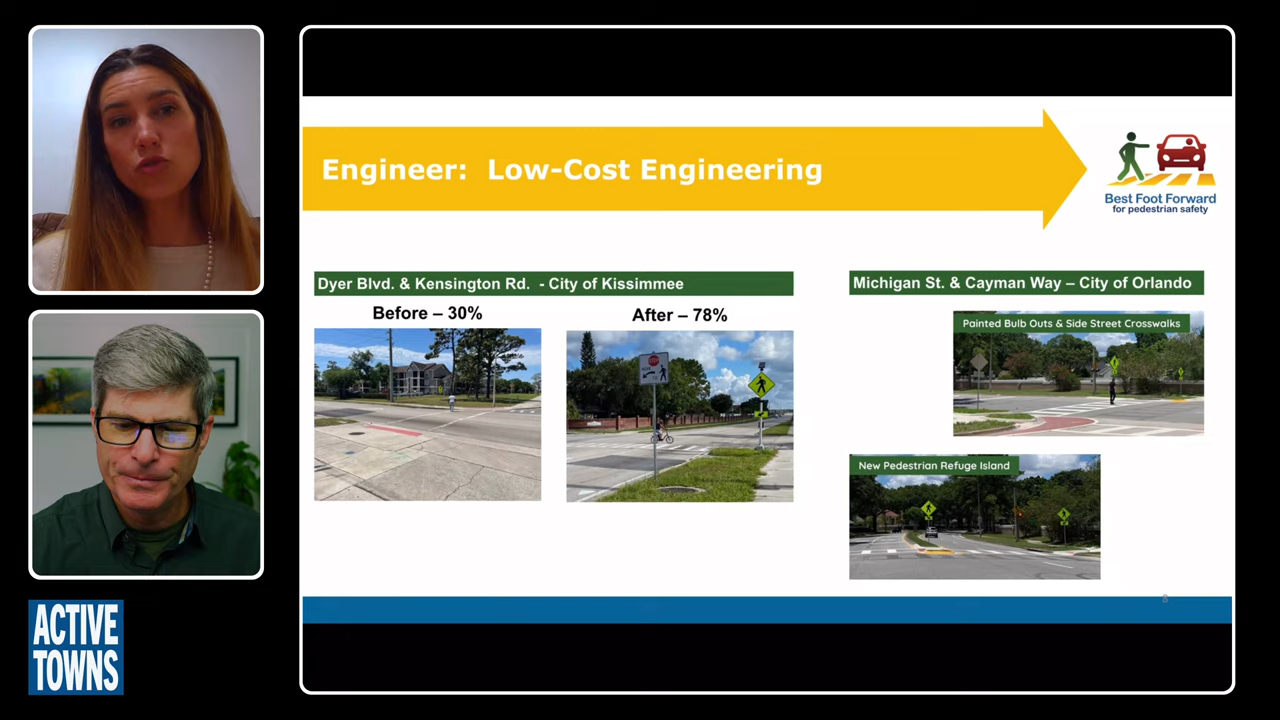 Engineer: Low-Cost Engineering
Best Foot Forward
for pedestrian safety
Dyer Blvd. & Kensington Rd. - City of Kissimmee
Before – 30%
After – 78%
Michigan St. & Cayman Way – City of Orlando
Painted Bulb Outs & Side Street Crosswalks
New Pedestrian Refuge Island
8
ACTIVE
TOWNS